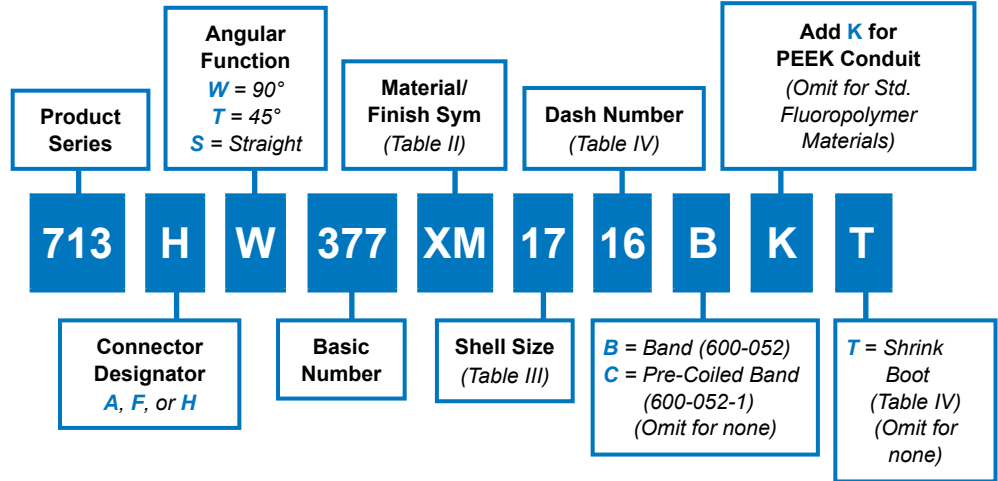 Product
Series
Angular
Function
W = 90°
T = 45°
S = Straight
Material/
Finish Sym
(Table II)
Dash Number
(Table IV)
Add K for
PEEK Conduit
(Omit for Std.
Fluoropolymer
Materials)
713 H W 377 XM 17 16 B K T
Connector
Designator
A, F, or H
Basic
Number
Shell Size
(Table III)
B = Band (600-052)
C = Pre-Coiled Band
(600-052-1)
(Omit for none)
T = Shrink
Boot
(Table IV)
(Omit for
none)